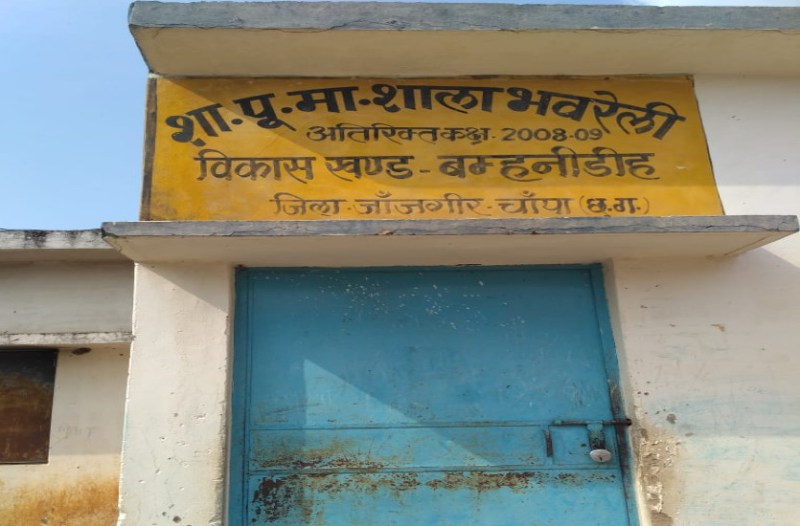 शा.पू.मा.शाला भवरेली
अतिरिक्त कक्ष. 2008-09
विकास खण्ड - बम्हनीडीह
जिला-जाँजगीर-चाँपा (छ.ग.)